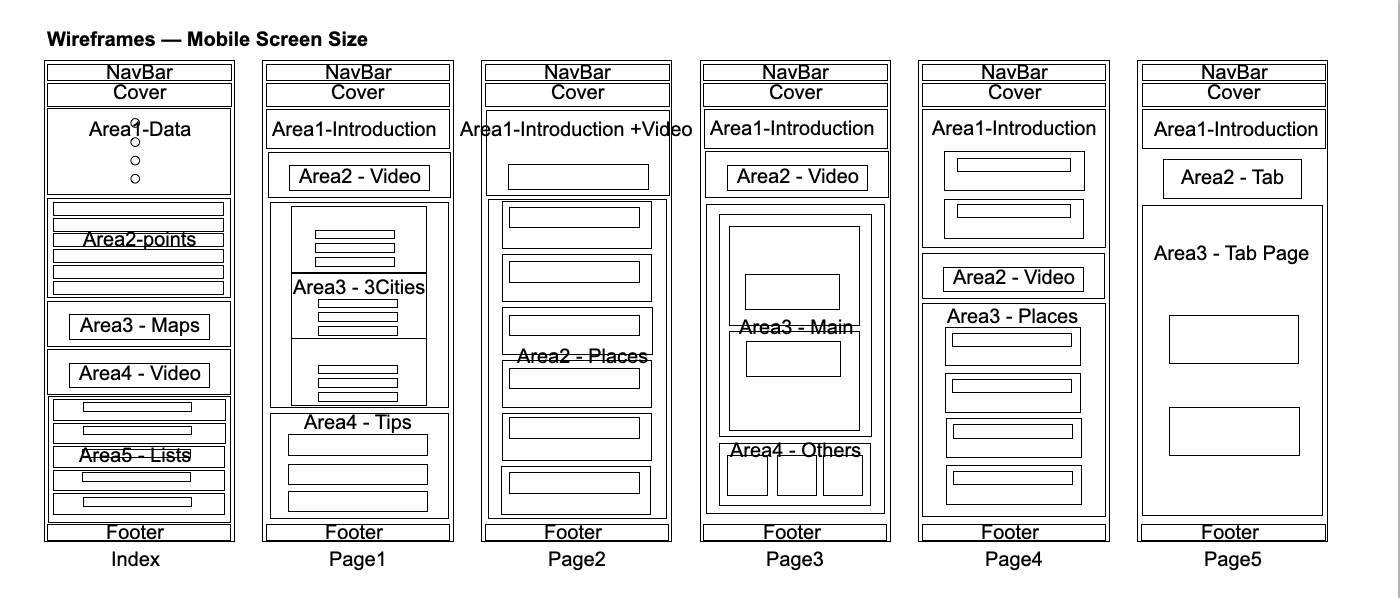 Wireframes — Mobile Screen Size
NavBar
Cover
Area1-Data
Area2-points
Area3 - Maps
Area4 - Video
Area5 - Lists
Footer
Index
NavBar
Cover
Area1-Introduction
Area2 - Video
Area3 - 3Cities
Area4 - Tips
Footer
Page1
NavBar
Cover
Area1-Introduction +Video
Area2 - Places
Footer
Page2
NavBar
Cover
Area1-Introduction
Area2 - Video
Area3 - Main
Area4 - Others
Footer
Page3
NavBar
Cover
Area1-Introduction
Area2 - Video
Area3 - Places
Footer
Page4
NavBar
Cover
Area1-Introduction
Area2 - Tab
Area3 - Tab Page
Footer
Page5